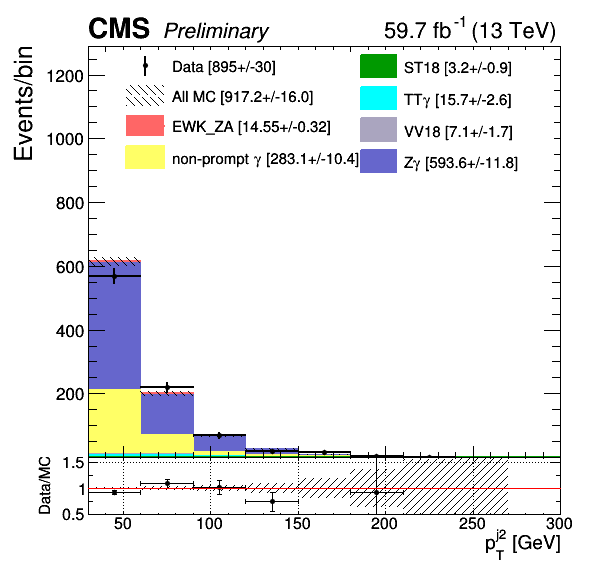 CMS Preliminary 59.7 fb⁻¹ (13 TeV)
Events/bin
Data [895+/-30]
All MC [917.2+/-16.0]
EWK_ZA [14.55+/-0.32]
non-prompt γ [283.1+/-10.4]
ST18 [3.2+/-0.9]
TTγ [15.7+/-2.6]
VV18 [7.1+/-1.7]
Zγ [593.6+/-11.8]
1200
1000
800
600
400
200
Data/MC
1.5
1
0.5
50 100 150 200 250 300
p_T^j2 [GeV]